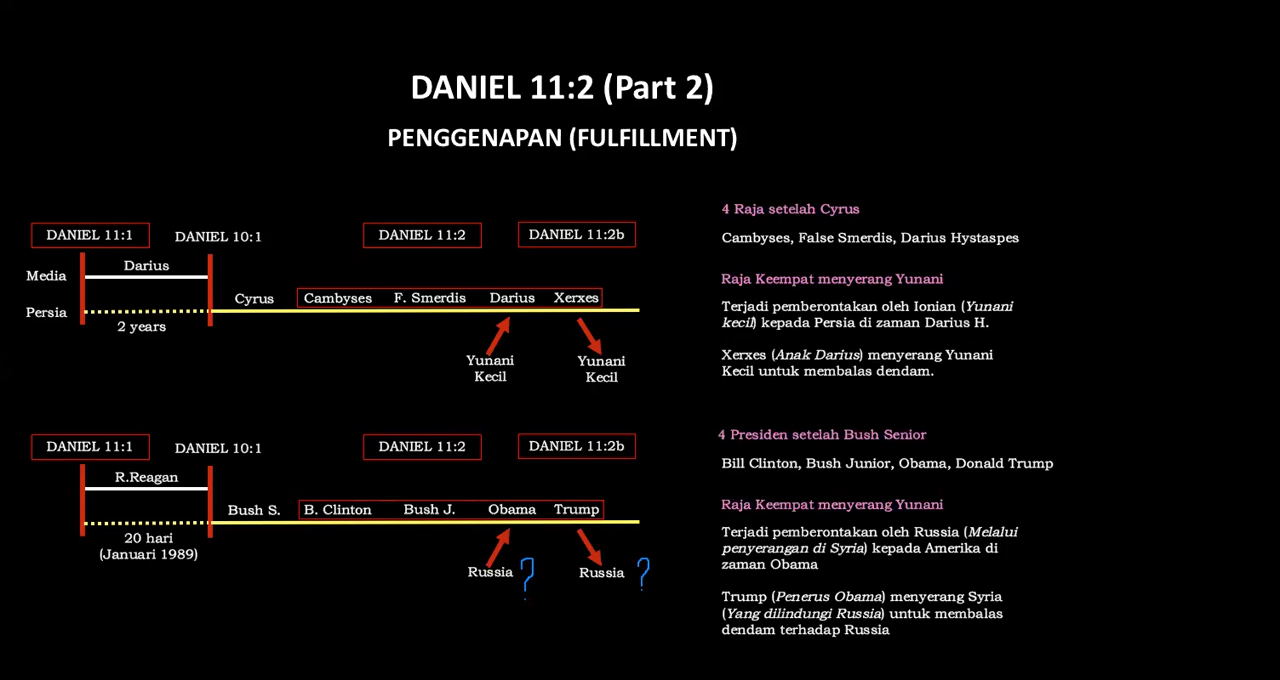 DANIEL 11:2 (Part 2)
PENGGENAPAN (FULFILLMENT)
DANIEL 11:1
DANIEL 10:1
DANIEL 11:2
DANIEL 11:2b
Media
Darius
Persia
2 years
Cyrus
Cambyses
F. Smerdis
Darius
Xerxes
Yunani
Kecil
Yunani
Kecil
4 Raja setelah Cyrus
Cambyses, False Smerdis, Darius Hystaspes
Raja Keempat menyerang Yunani
Terjadi pemberontakan oleh Ionian (Yunani
kecil) kepada Persia di zaman Darius H.
Xerxes (Anak Darius) menyerang Yunani
Kecil untuk membalas dendam.
DANIEL 11:1
DANIEL 10:1
DANIEL 11:2
DANIEL 11:2b
R.Reagan
20 hari
(Januari 1989)
Bush S.
B. Clinton
Bush J.
Obama
Trump
Russia ?
Russia ?
4 Presiden setelah Bush Senior
Bill Clinton, Bush Junior, Obama, Donald Trump
Raja Keempat menyerang Yunani
Terjadi pemberontakan oleh Russia (Melalui
penyerangan di Syria) kepada Amerika di
zaman Obama
Trump (Penerus Obama) menyerang Syria
(Yang dilindungi Russia) untuk membalas
dendam terhadap Russia